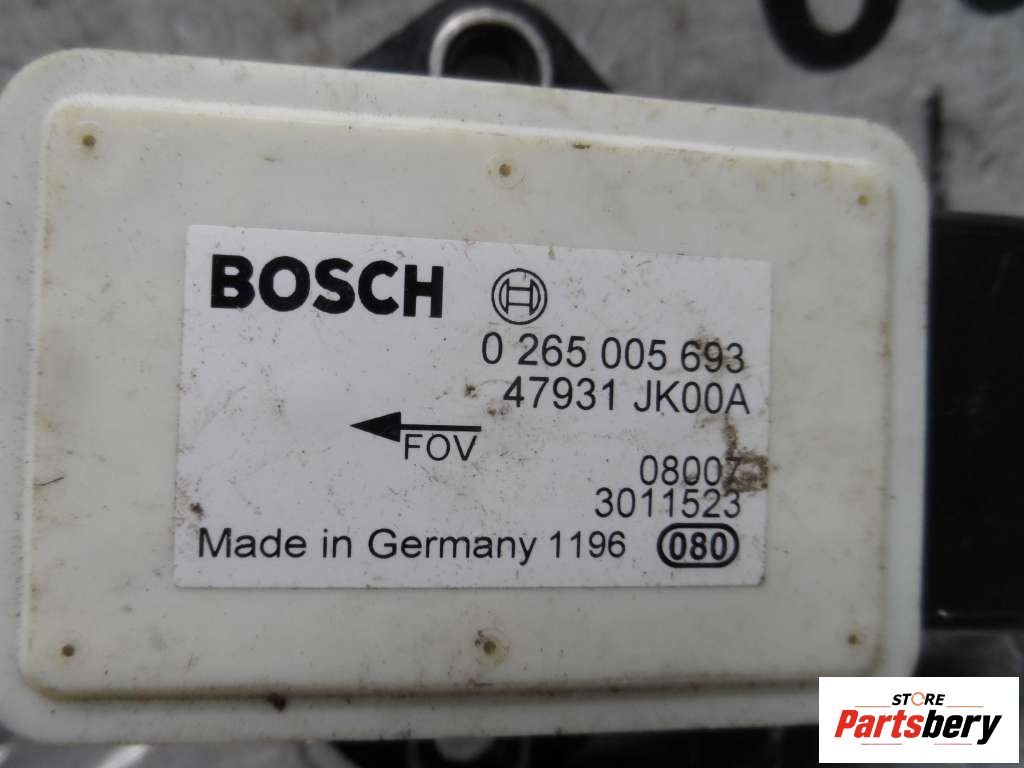 BOSCH
0 265 005 693
47931 JK00A
FOV
08007
3011523
Made in Germany 1196 080
STORE
Partsbery